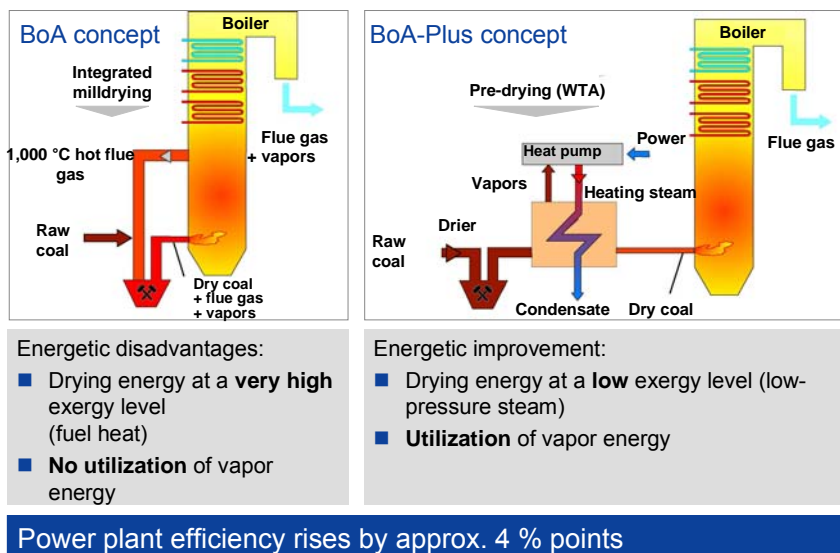 BoA concept
Boiler
Integrated
milldrying
Flue gas
+ vapors
1,000 °C hot flue
gas
Raw
coal
Dry coal
+ flue gas
+ vapors
BoA-Plus concept
Boiler
Pre-drying (WTA)
Flue gas
Power
Heat pump
Vapors
Heating steam
Drier
Raw
coal
Condensate
Dry coal
Energetic disadvantages:
Drying energy at a very high
exergy level
(fuel heat)
No utilization of vapor
energy
Energetic improvement:
Drying energy at a low exergy level (low-
pressure steam)
Utilization of vapor energy
Power plant efficiency rises by approx. 4 % points